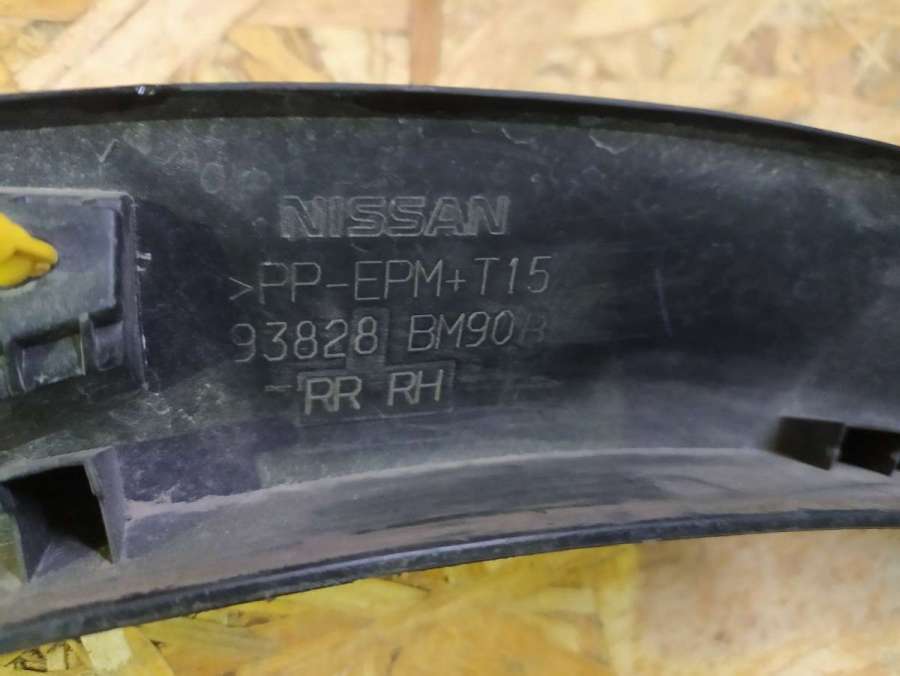 NISSAN
>PP-EPM+T15
93828 BM90
RR RH